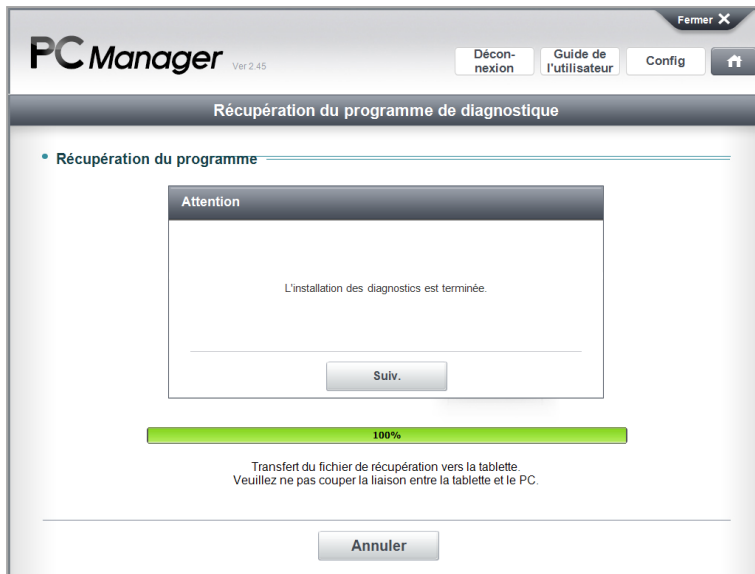 Fermer X
PC Manager Ver 2.45
Décon-
nexion
Guide de
l'utilisateur
Config
Récupération du programme de diagnostique
Récupération du programme
Attention
L'installation des diagnostics est terminée.
Suiv.
100%
Transfert du fichier de récupération vers la tablette.
Veuillez ne pas couper la liaison entre la tablette et le PC.
Annuler